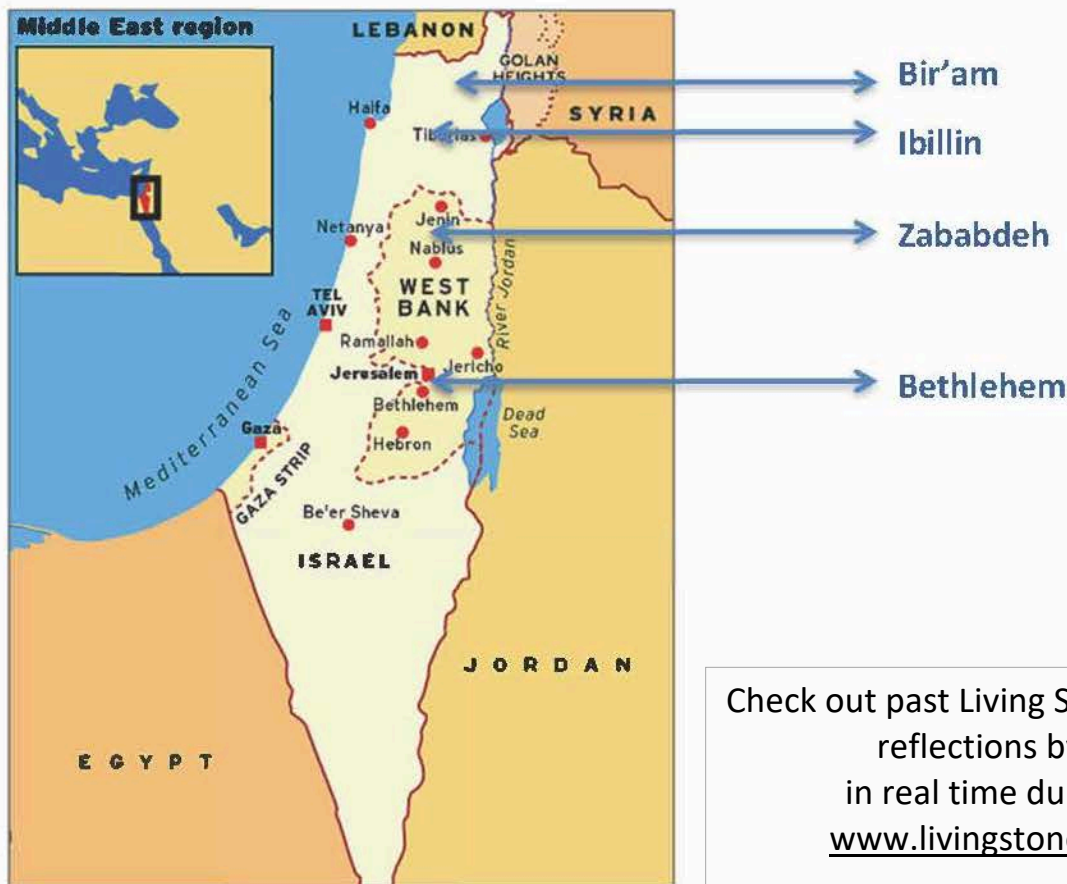 Middle East region
LEBANON
GOLAN
HEIGHTS
SYRIA
Haifa
Tiberias
Jenin
Netanya
Nablus
WEST
BANK
River Jordan
TEL
AVIV
Ramallah
Jericho
Jerusalem
Bethlehem
Mediterranean Sea
Dead
Sea
Gaza
Hebron
GAZA STRIP
Be'er Sheva
ISRAEL
JORDAN
EGYPT
Bir’am
Ibillin
Zababdeh
Bethlehem
Check out past Living S
reflections b
in real time du
www.livingston